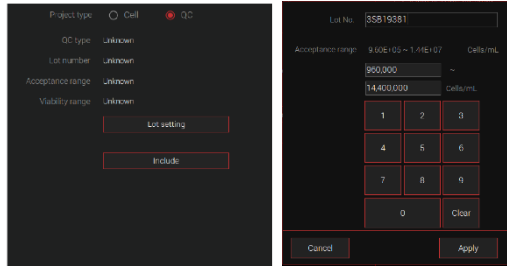 Project type Cell QC
QC type Unknown
Lot number Unknown
Acceptance range Unknown
Viability range Unknown
Lot setting
Include
Lot No. 3SB19381
Acceptance range 9.60E+05 ~ 1.44E+07 Cells/mL
960,000 ~
14,400,000 Cells/mL
1 2 3
4 5 6
7 8 9
0 Clear
Cancel Apply